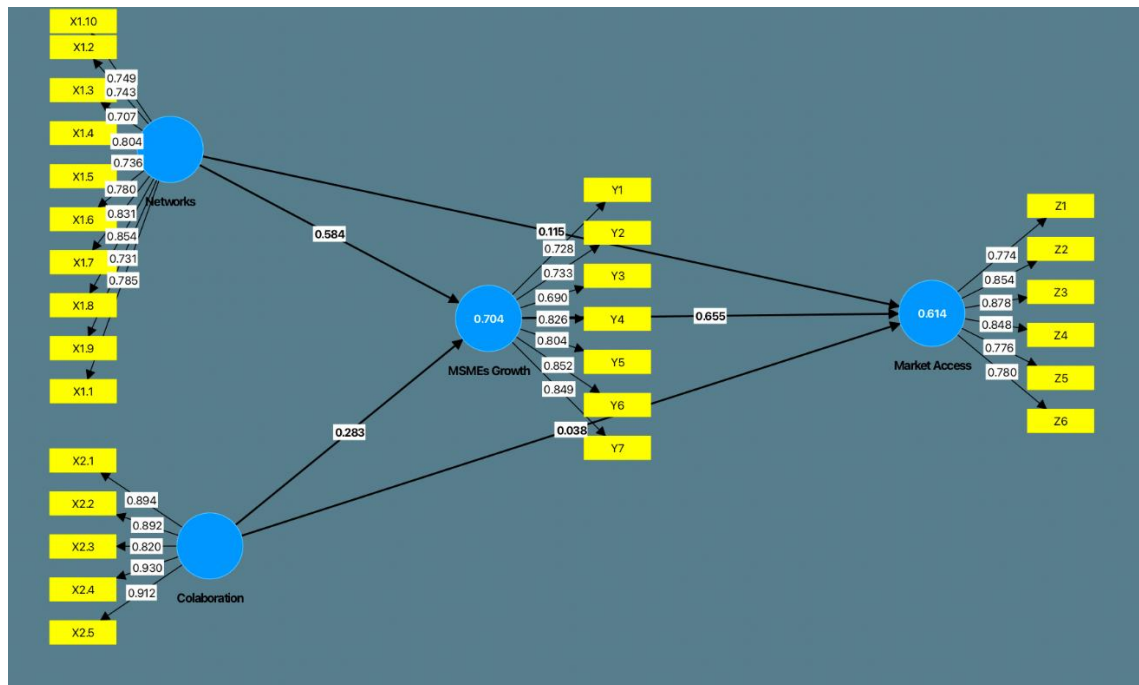 X1.10
X1.2
X1.3
X1.4
X1.5
X1.6
X1.7
X1.8
X1.9
X1.1
0.749
0.743
0.707
0.804
0.736
0.780
0.831
0.854
0.731
0.785
Networks
0.584
0.115
X2.1
X2.2
X2.3
X2.4
X2.5
0.894
0.892
0.820
0.930
0.912
Colaboration
0.283
0.038
0.704
MSMEs Growth
0.728
0.733
0.690
0.826
0.804
0.852
0.849
Y1
Y2
Y3
Y4
Y5
Y6
Y7
0.655
0.614
Market Access
0.774
0.854
0.878
0.848
0.776
0.780
Z1
Z2
Z3
Z4
Z5
Z6